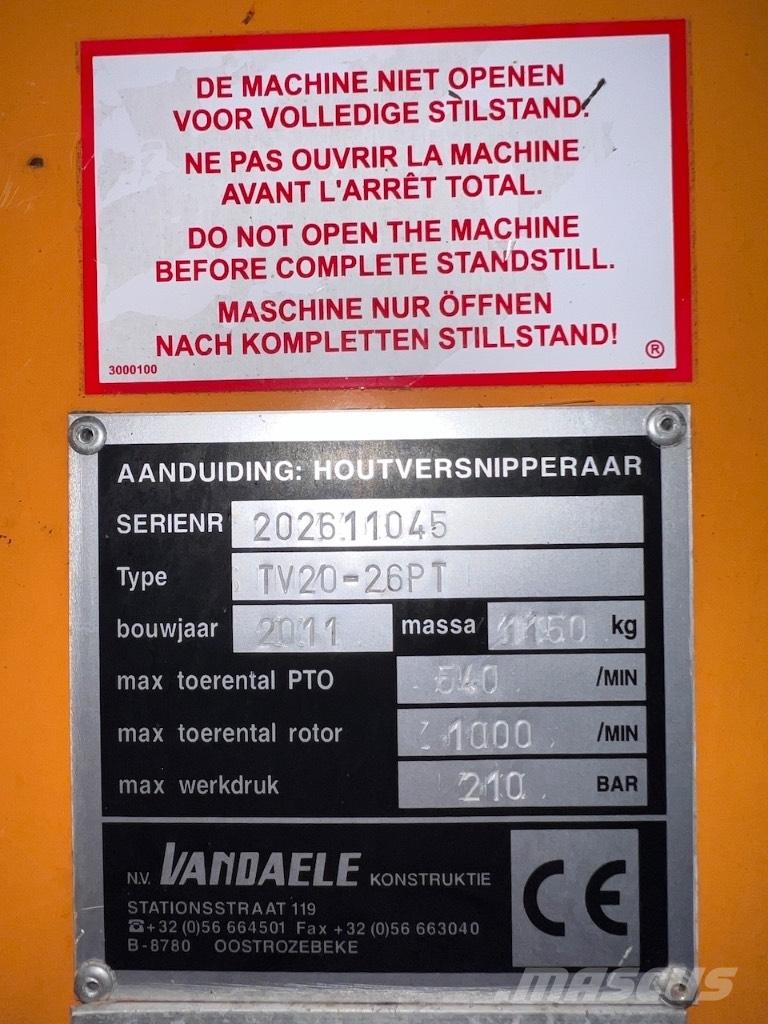 DE MACHINE NIET OPENEN
VOOR VOLLEDIGE STILSTAND.
NE PAS OUVRIR LA MACHINE
AVANT L'ARRÊT TOTAL.
DO NOT OPEN THE MACHINE
BEFORE COMPLETE STANDSTILL.
MASCHINE NUR ÖFFNEN
NACH KOMPLETTEN STILLSTAND!
3000100 ®
AANDUIDING: HOUTVERSNIPPERAAR
SERIENR 202611045
Type TV20-26PT
bouwjaar 2011 massa 1150 kg
max toerental PTO 540 /MIN
max toerental rotor 1000 /MIN
max werkdruk 210 BAR
N.V. VANDAELE KONSTRUKTIE
STATIONSSTRAAT 119
☎+32 (0)56 664501 Fax +32 (0)56 663040
B-8780 OOSTROZEBEKE
CE
MASCUS